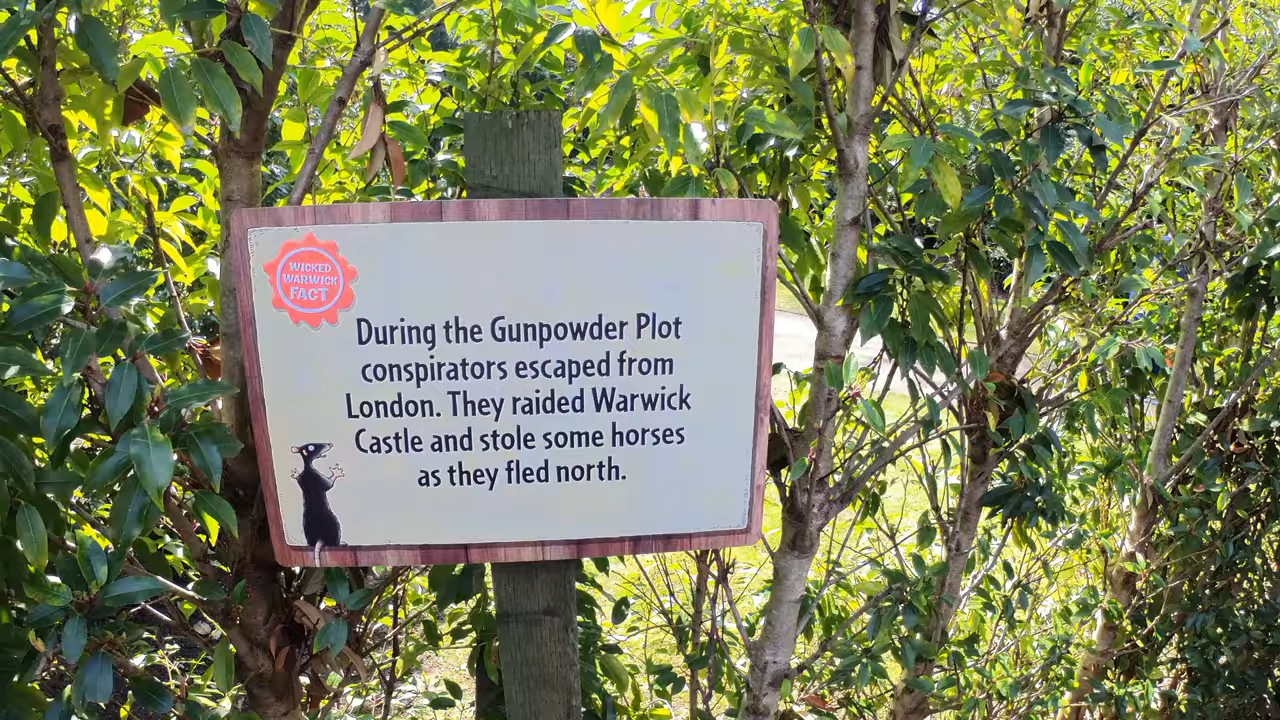 WICKED
WARWICK
FACT
During the Gunpowder Plot
conspirators escaped from
London. They raided Warwick
Castle and stole some horses
as they fled north.